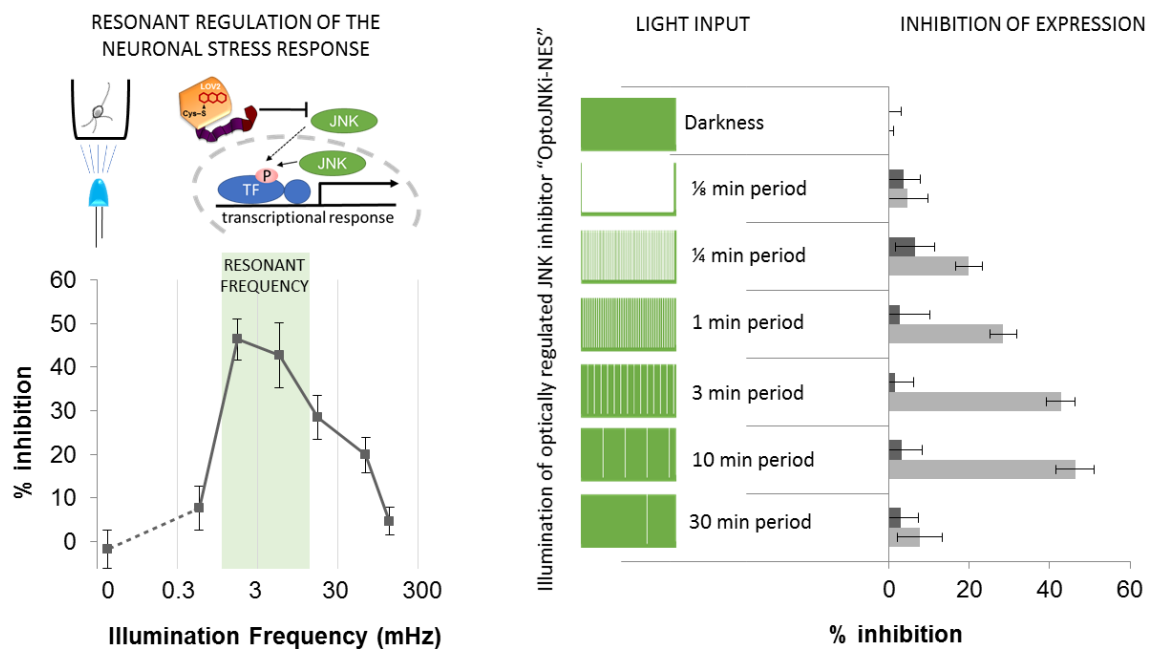 RESONANT REGULATION OF THE
NEURONAL STRESS RESPONSE
LOV2
Cys~S
JNK
JNK
P
TF
transcriptional response
RESONANT
FREQUENCY
60
50
40
30
20
10
0
% inhibition
0
0.3
3
30
300
Illumination Frequency (mHz)
LIGHT INPUT
INHIBITION OF EXPRESSION
Illumination of optically regulated JNK inhibitor “OptoJNKi-NES”
Darkness
⅛ min period
¼ min period
1 min period
3 min period
10 min period
30 min period
0
20
40
60
% inhibition